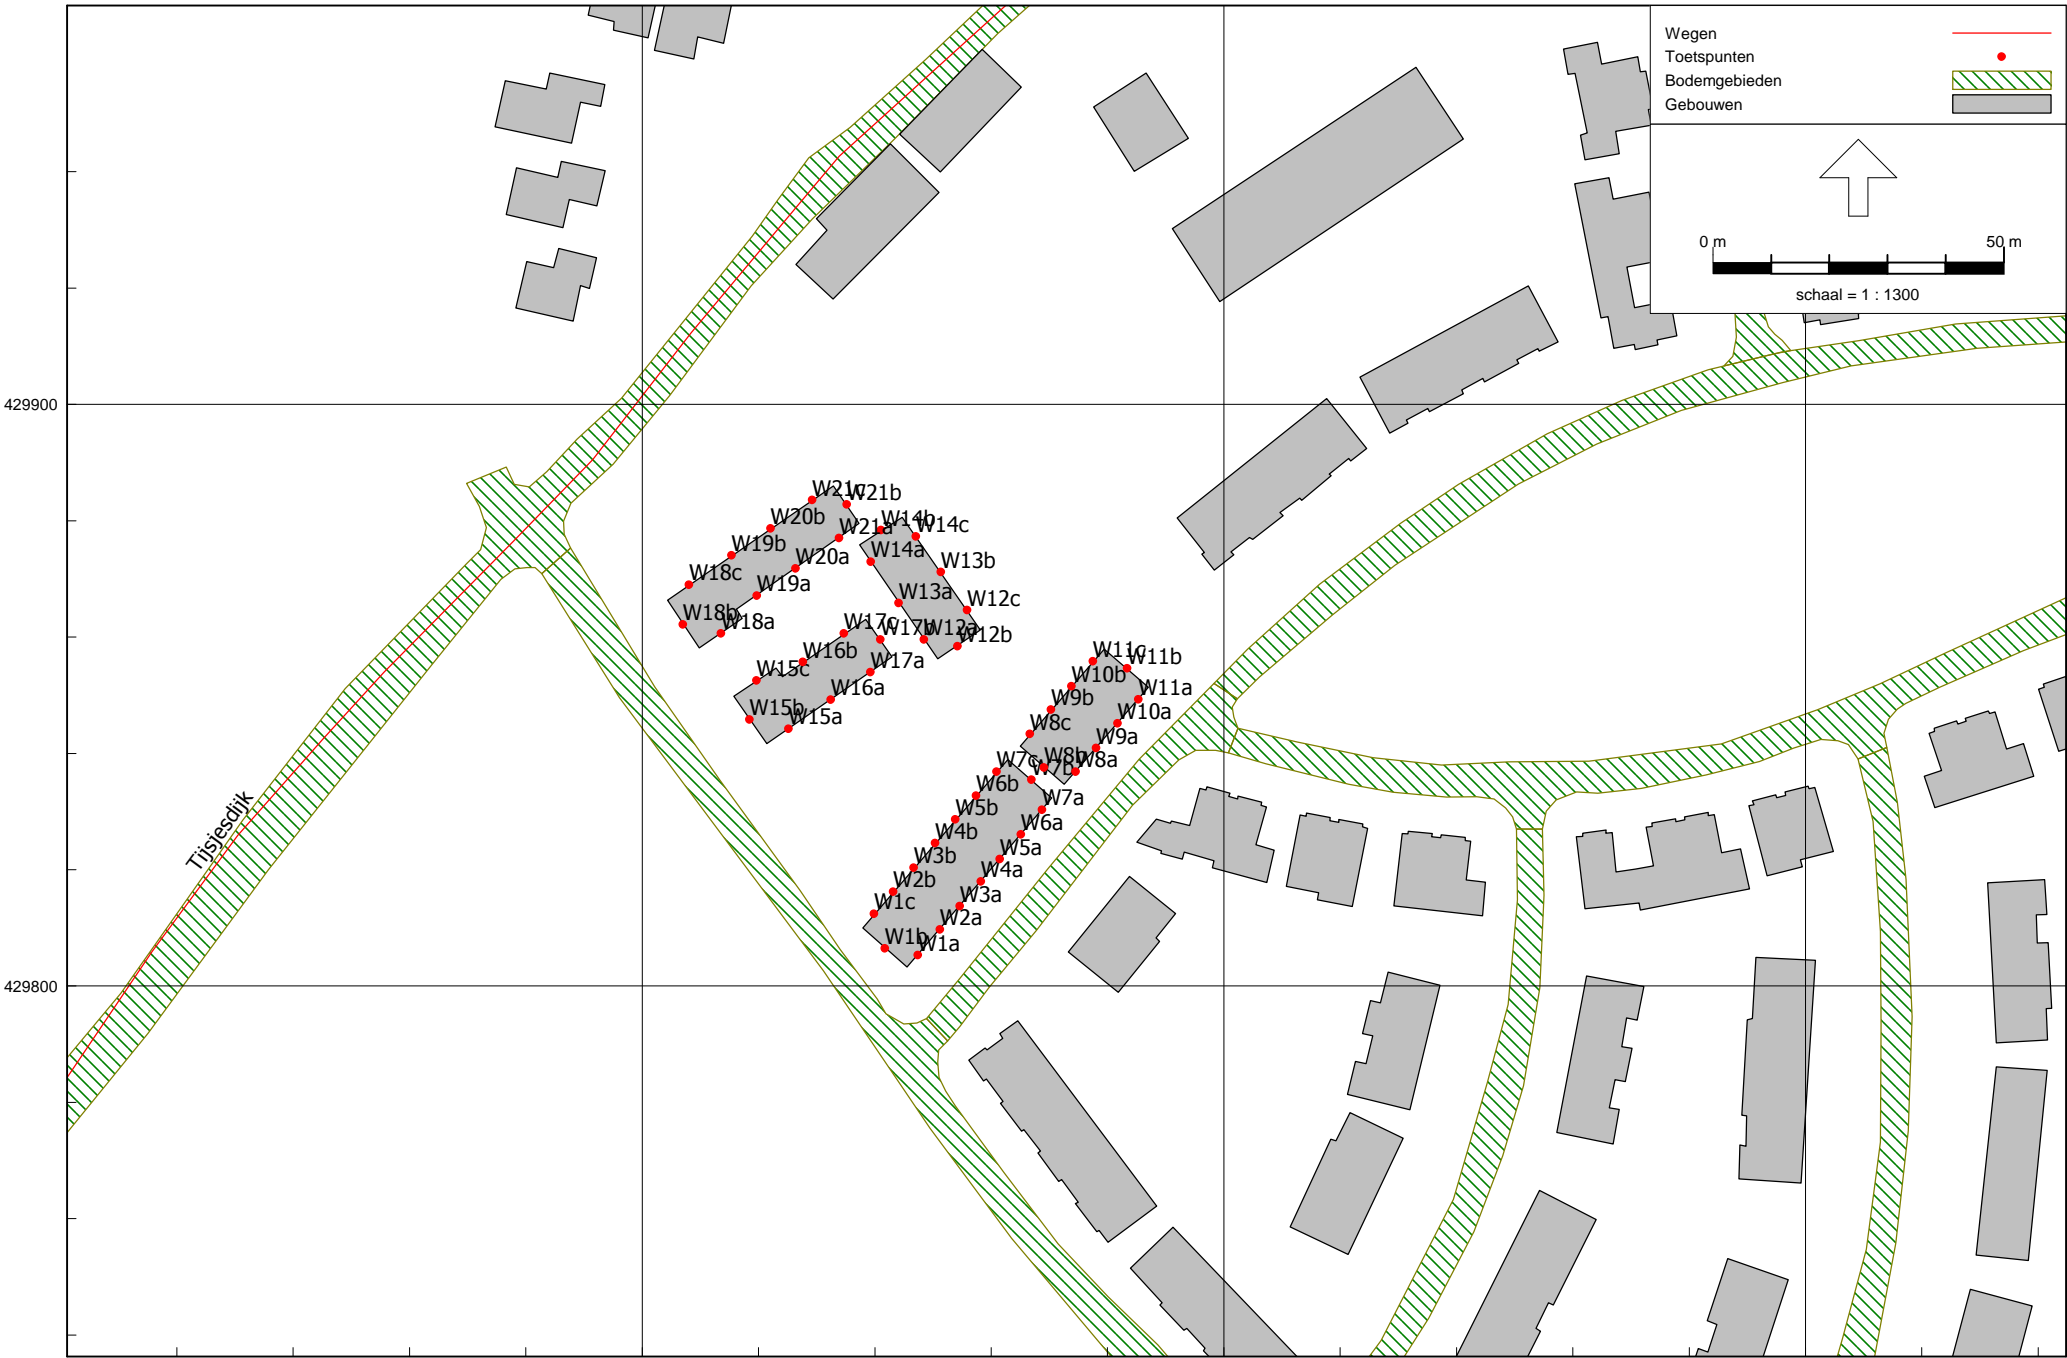 Wegen
Toetspunten
Bodemgebieden
Gebouwen
0 m 50 m
schaal = 1 : 1300
429900
W21c W21b
W20b W21a W14b W14c
W19b W20a W14a
W18c W19a W13b
W18b W18a W13a W12c
W17c W17b W12a W12b
W16b W17a W11c W11b
W15c W16a W10b W11a
W15b W15a W9b W10a
W8c W9a
W7c W7b W8b W8a
W6b W7a
W5b W6a
W4b W5a
W3b W4a
W2b W3a
W1c W2a
W1b W1a
Tijsjesdijk
429800